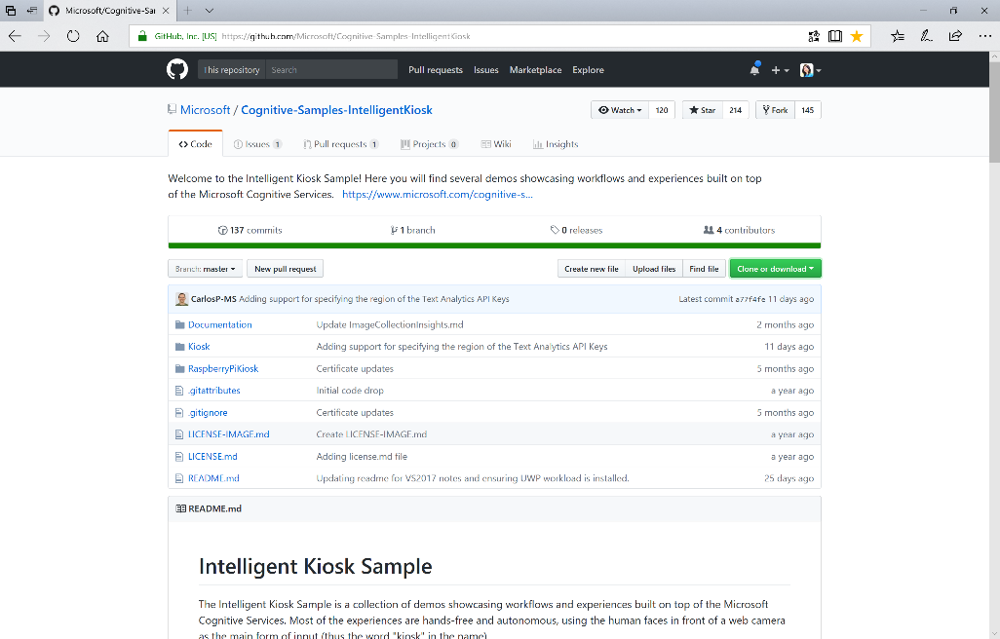 Microsoft/Cognitive-Sar
GitHub, Inc. [US] https://github.com/Microsoft/Cognitive-Samples-IntelligentKiosk
This repository Search Pull requests Issues Marketplace Explore
Microsoft / Cognitive-Samples-IntelligentKiosk
Watch 120 Star 214 Fork 145
Code Issues 1 Pull requests 1 Projects 0 Wiki Insights
Welcome to the Intelligent Kiosk Sample! Here you will find several demos showcasing workflows and experiences built on top
of the Microsoft Cognitive Services. https://www.microsoft.com/cognitive-s...
137 commits 1 branch 0 releases 4 contributors
Branch: master New pull request Create new file Upload files Find file Clone or download
CarlosP-MS Adding support for specifying the region of the Text Analytics API Keys Latest commit a77f4fe 11 days ago
Documentation Update ImageCollectionInsights.md 2 months ago
Kiosk Adding support for specifying the region of the Text Analytics API Keys 11 days ago
RaspberryPiKiosk Certificate updates 5 months ago
.gitattributes Initial code drop a year ago
.gitignore Certificate updates 5 months ago
LICENSE-IMAGE.md Create LICENSE-IMAGE.md a year ago
LICENSE.md Adding license.md file a year ago
README.md Updating readme for VS2017 notes and ensuring UWP workload is installed. 25 days ago
README.md
Intelligent Kiosk Sample
The Intelligent Kiosk Sample is a collection of demos showcasing workflows and experiences built on top of the Microsoft
Cognitive Services. Most of the experiences are hands-free and autonomous, using the human faces in front of a web camera
as the main form of input (thus the word "kiosk" in the name)